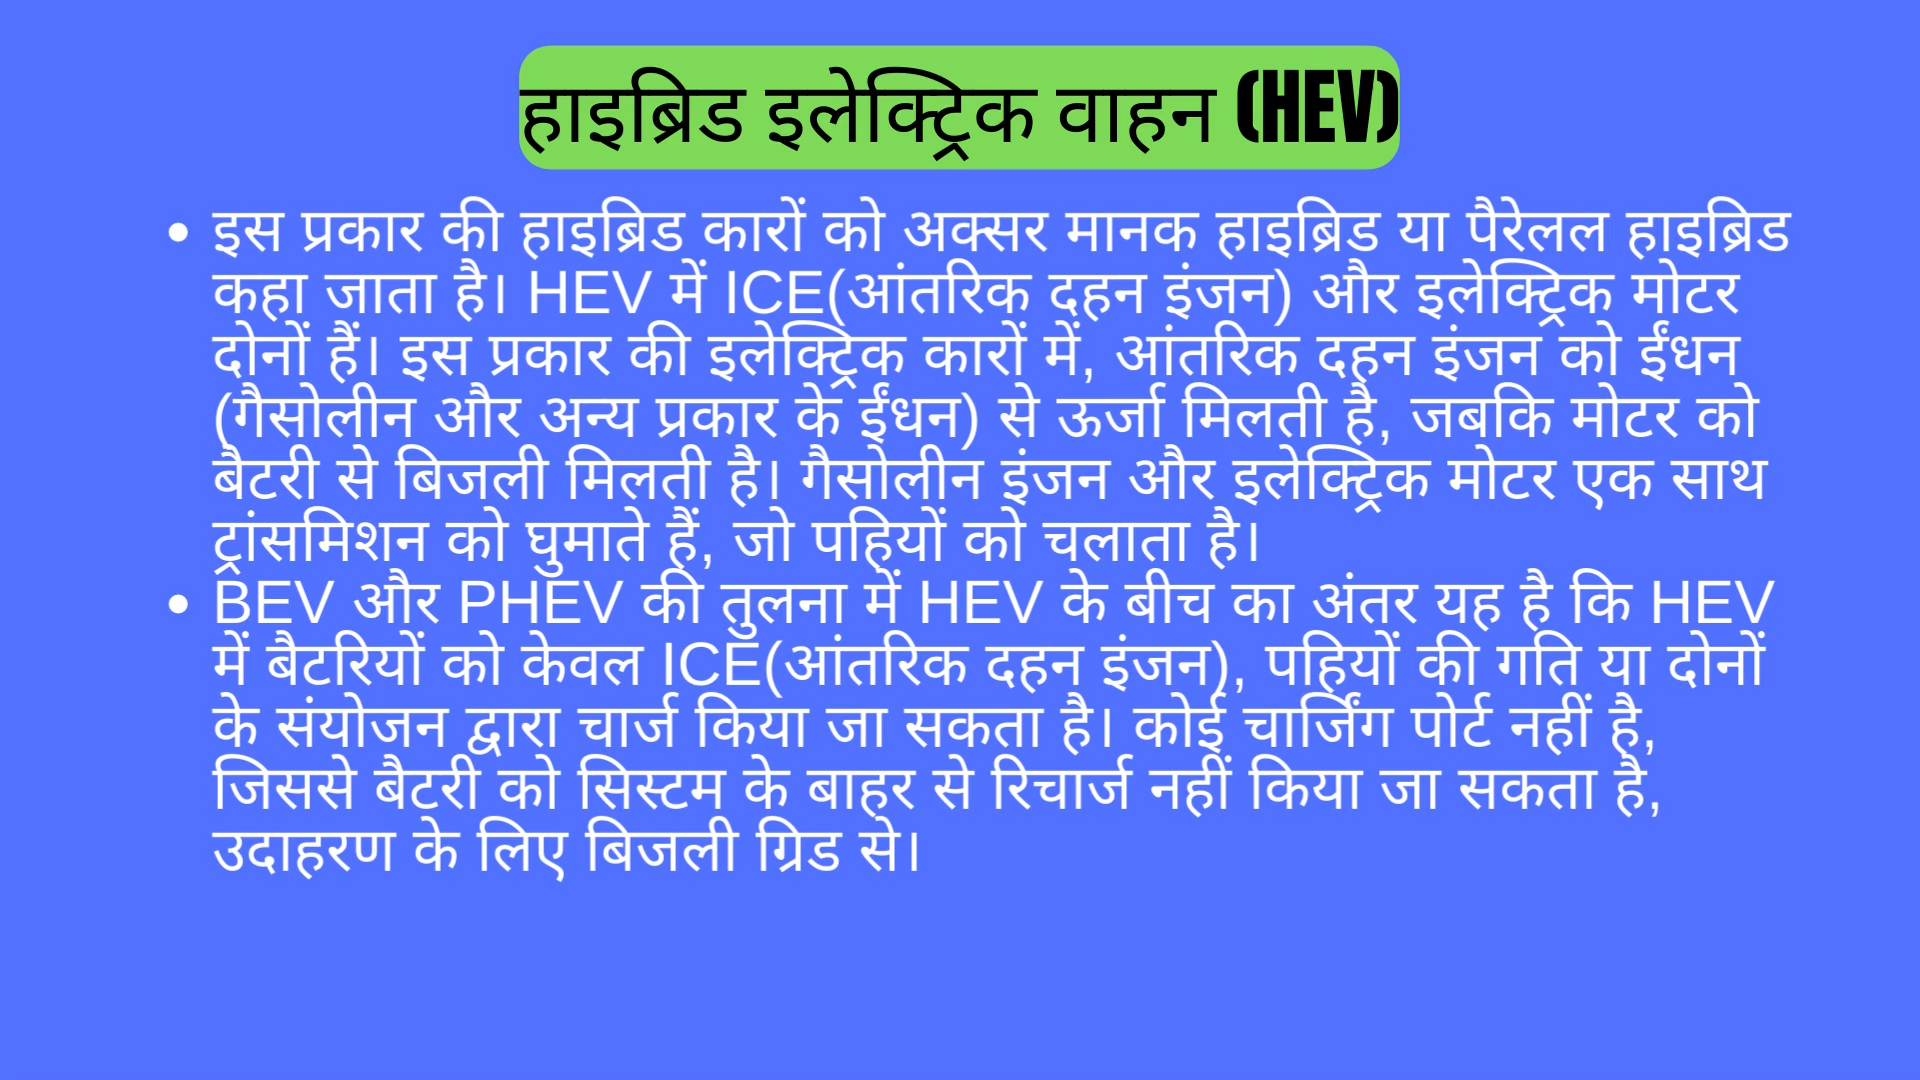 हाइब्रिड इलेक्ट्रिक वाहन (HEV)
• इस प्रकार की हाइब्रिड कारों को अक्सर मानक हाइब्रिड या पैरेलल हाइब्रिड
कहा जाता है। HEV में ICE(आंतरिक दहन इंजन) और इलेक्ट्रिक मोटर
दोनों हैं। इस प्रकार की इलेक्ट्रिक कारों में, आंतरिक दहन इंजन को ईंधन
(गैसोलीन और अन्य प्रकार के ईंधन) से ऊर्जा मिलती है, जबकि मोटर को
बैटरी से बिजली मिलती है। गैसोलीन इंजन और इलेक्ट्रिक मोटर एक साथ
ट्रांसमिशन को घुमाते हैं, जो पहियों को चलाता है।
• BEV और PHEV की तुलना में HEV के बीच का अंतर यह है कि HEV
में बैटरियों को केवल ICE(आंतरिक दहन इंजन), पहियों की गति या दोनों
के संयोजन द्वारा चार्ज किया जा सकता है। कोई चार्जिंग पोर्ट नहीं है,
जिससे बैटरी को सिस्टम के बाहर से रिचार्ज नहीं किया जा सकता है,
उदाहरण के लिए बिजली ग्रिड से।